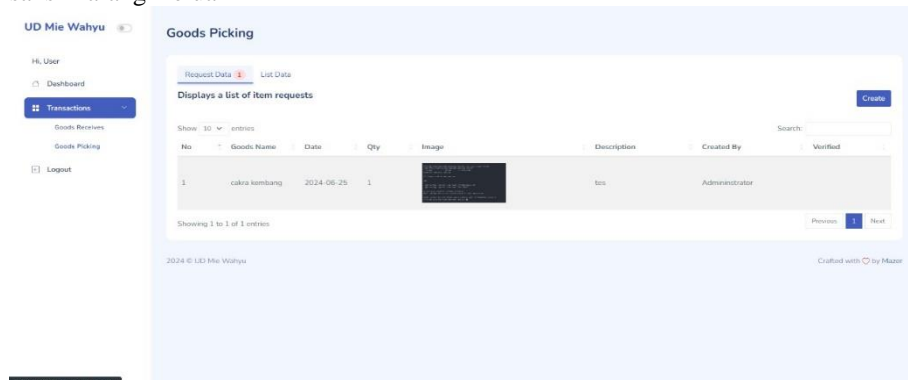 UD Mie Wahyu
Hi, User
Dashboard
Transactions
Goods Receives
Goods Picking
Logout
Goods Picking
Request Data 1 List Data
Displays a list of item requests
Create
Show 10 entries Search:
No Goods Name Date Qty Image Description Created By Verified
1 cakra kembang 2024-06-25 1 tes Admininstrator
Showing 1 to 1 of 1 entries
Previous 1 Next
2024 © UD Mie Wahyu Crafted with by Mazer